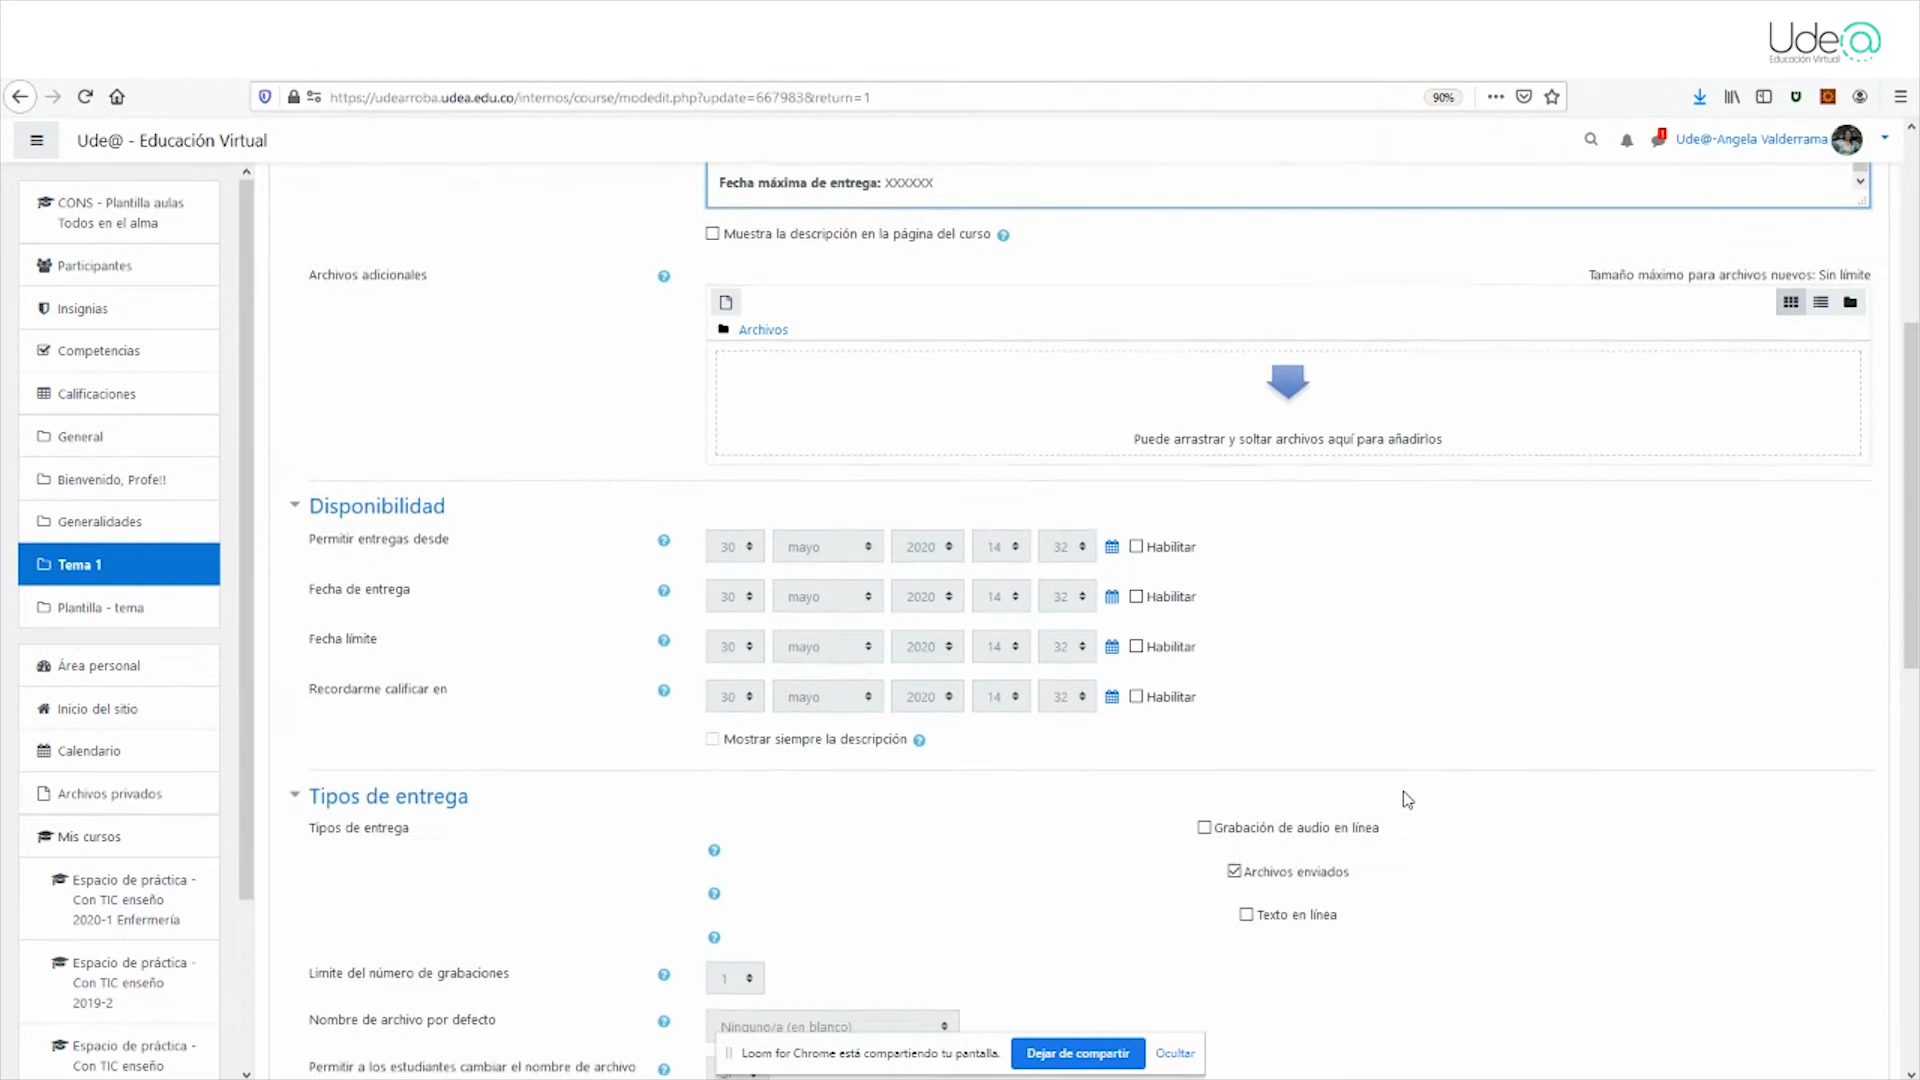 Ude@
Educación Virtual
https://udearroba.udea.edu.co/internos/course/modedit.php?update=667983&return=1
90%
Ude@ - Educación Virtual
Ude@-Angela Valderrama
CONS - Plantilla aulas
Todos en el alma
Participantes
Insignias
Competencias
Calificaciones
General
Bienvenido, Profe!!
Generalidades
Tema 1
Plantilla - tema
Área personal
Inicio del sitio
Calendario
Archivos privados
Mis cursos
Espacio de práctica -
Con TIC enseño
2020-1 Enfermería
Espacio de práctica -
Con TIC enseño
2019-2
Espacio de práctica -
Con TIC enseño
Fecha máxima de entrega: XXXXXX
Muestra la descripción en la página del curso
Archivos adicionales
Tamaño máximo para archivos nuevos: Sin límite
Archivos
Puede arrastrar y soltar archivos aquí para añadirlos
Disponibilidad
Permitir entregas desde 30 mayo 2020 14 32 Habilitar
Fecha de entrega 30 mayo 2020 14 32 Habilitar
Fecha límite 30 mayo 2020 14 32 Habilitar
Recordarme calificar en 30 mayo 2020 14 32 Habilitar
Mostrar siempre la descripción
Tipos de entrega
Tipos de entrega
Grabación de audio en línea
Archivos enviados
Texto en línea
Limite del número de grabaciones 1
Nombre de archivo por defecto Ninguno/a (en blanco)
Permitir a los estudiantes cambiar el nombre de archivo
Loom for Chrome está compartiendo tu pantalla. Dejar de compartir Ocultar